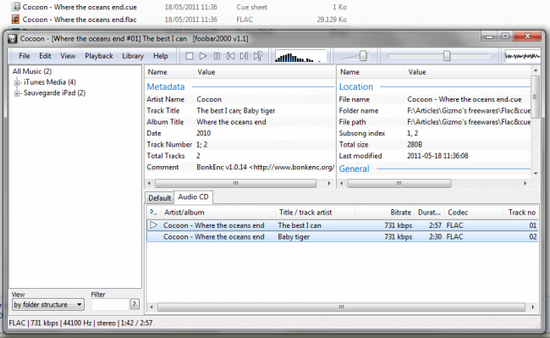 Cocoon - Where the oceans end.cue 18/05/2011 11:36 Cue sheet 1 Ko
Cocoon - Where the oceans end.flac 18/05/2011 11:36 FLAC 29.129 Ko
Cocoon - [Where the oceans end #01] The best I can [foobar2000 v1.1]
File Edit View Playback Library Help
All Music (2)
iTunes Media (4)
Sauvegarde iPad (2)
Name Value
Metadata
Artist Name Cocoon
Track Title The best I can; Baby tiger
Album Title Where the oceans end
Date 2010
Track Number 1; 2
Total Tracks 2
Comment BonkEnc v1.0.14 <http://www.bonkenc.org/
Name Value
Location
File name Cocoon - Where the oceans end.cue
Folder name F:\Articles\Gizmo's freewares\Flac&cue
File path F:\Articles\Gizmo's freewares\Flac&cue
Subsong index 1, 2
Total size 280B
Last modified 2011-05-18 11:36:08
General
Default Audio CD
>.. Artist/album Title / track artist Bitrate Durat... Codec Track no
Cocoon - Where the oceans end The best I can 731 kbps 2:57 FLAC 01
Cocoon - Where the oceans end Baby tiger 731 kbps 2:30 FLAC 02
View Filter
by folder structure ?
FLAC | 731 kbps | 44100 Hz | stereo | 1:42 / 2:57